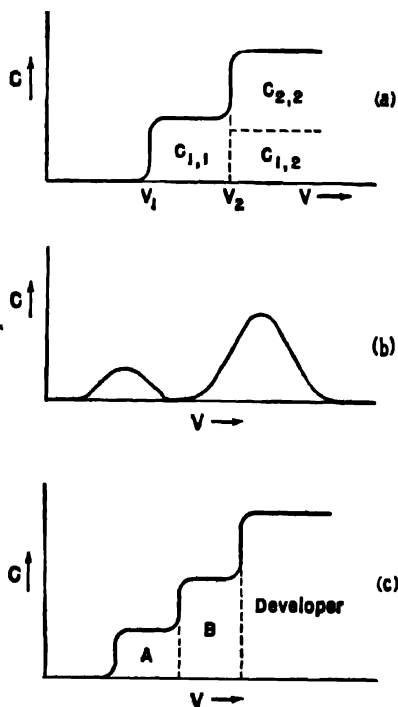 C ↑
C₂,₂
(a)
C₁,₁
C₁,₂
V₁
V₂
V →
C ↑
(b)
V →
C ↑
(c)
Developer
B
A
V →